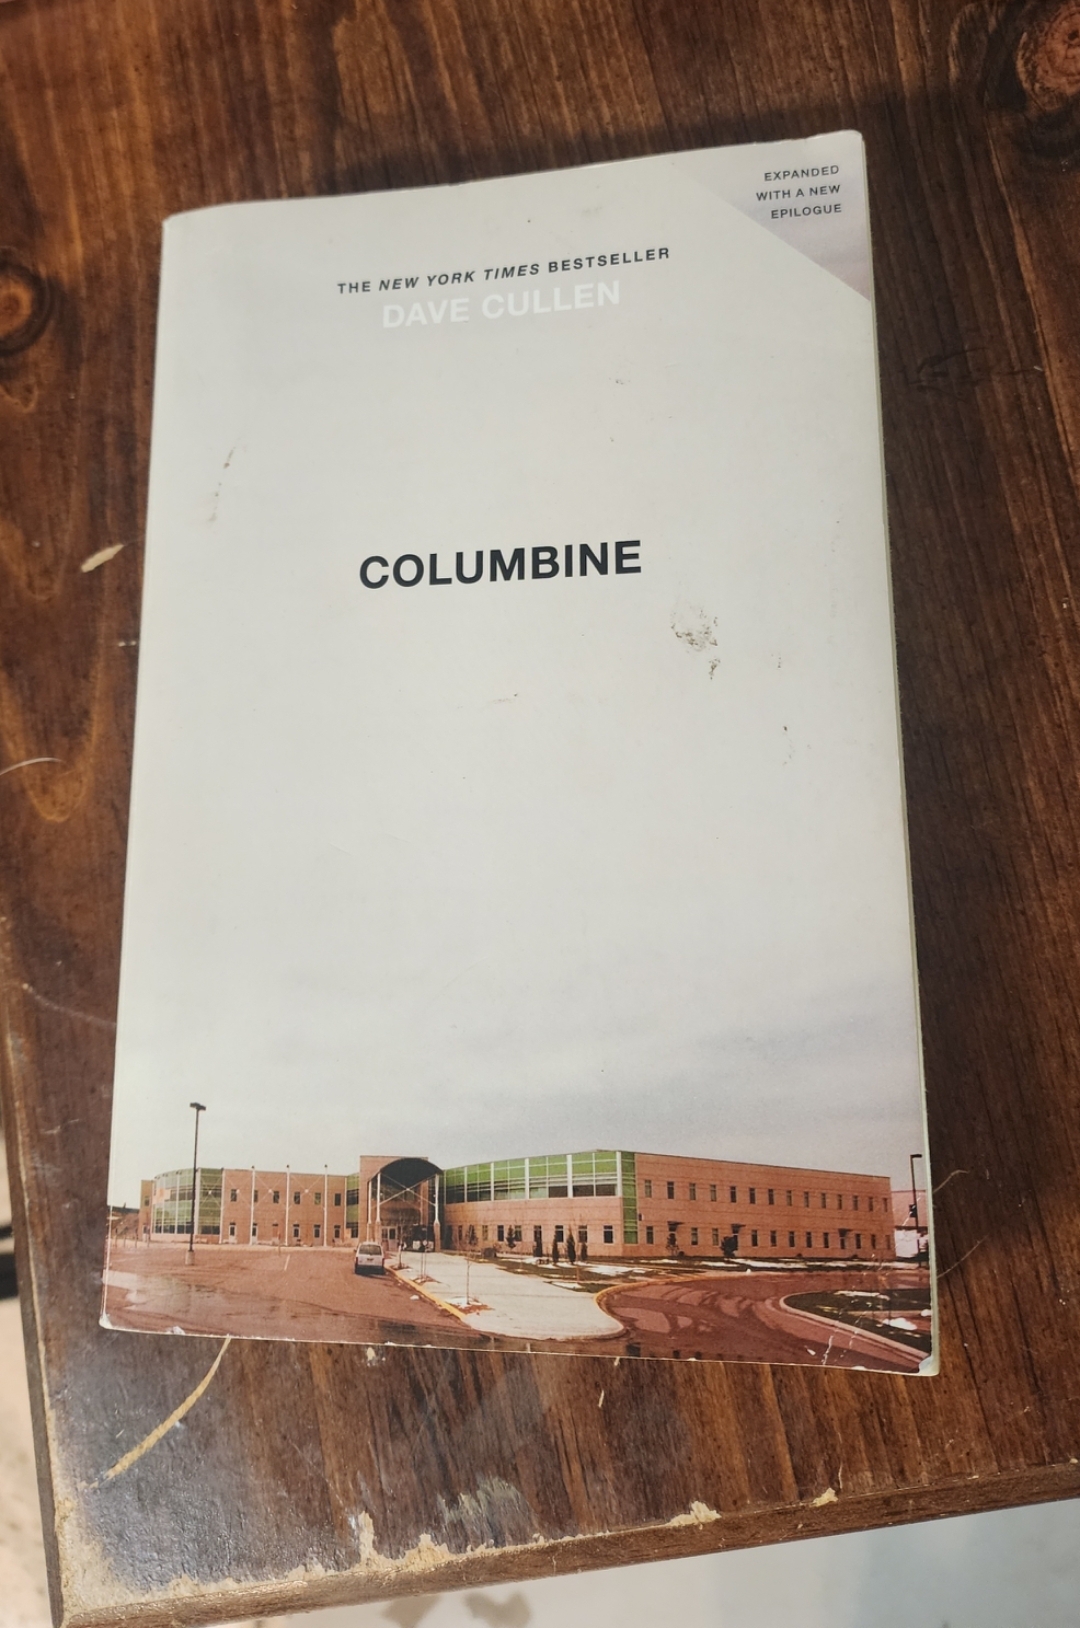 EXPANDED
WITH A NEW
EPILOGUE
THE NEW YORK TIMES BESTSELLER
DAVE CULLEN
COLUMBINE